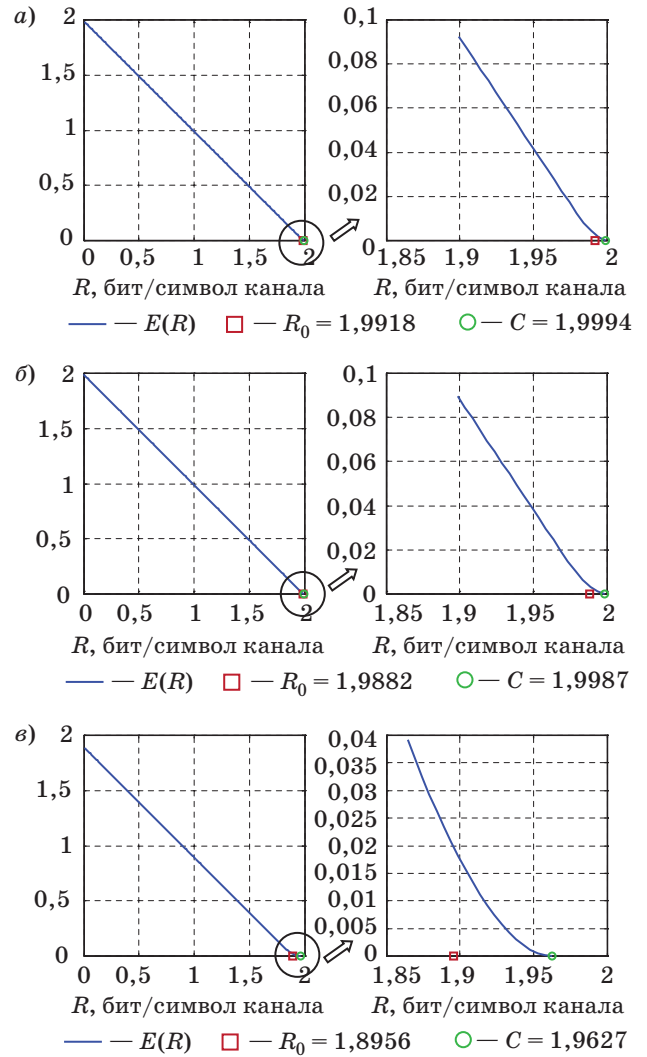 а)
2
1,5
1
0,5
0
0 0,5 1 1,5 2
R, бит/символ канала
0,1
0,08
0,06
0,04
0,02
0
1,85 1,9 1,95 2
R, бит/символ канала
— E(R) — R₀ = 1,9918 — C = 1,9994
б)
2
1,5
1
0,5
0
0 0,5 1 1,5 2
R, бит/символ канала
0,1
0,08
0,06
0,04
0,02
0
1,85 1,9 1,95 2
R, бит/символ канала
— E(R) — R₀ = 1,9882 — C = 1,9987
в)
2
1,5
1
0,5
0
0 0,5 1 1,5 2
R, бит/символ канала
0,04
0,035
0,03
0,025
0,02
0,015
0,01
0,005
0
1,85 1,9 1,95 2
R, бит/символ канала
— E(R) — R₀ = 1,8956 — C = 1,9627